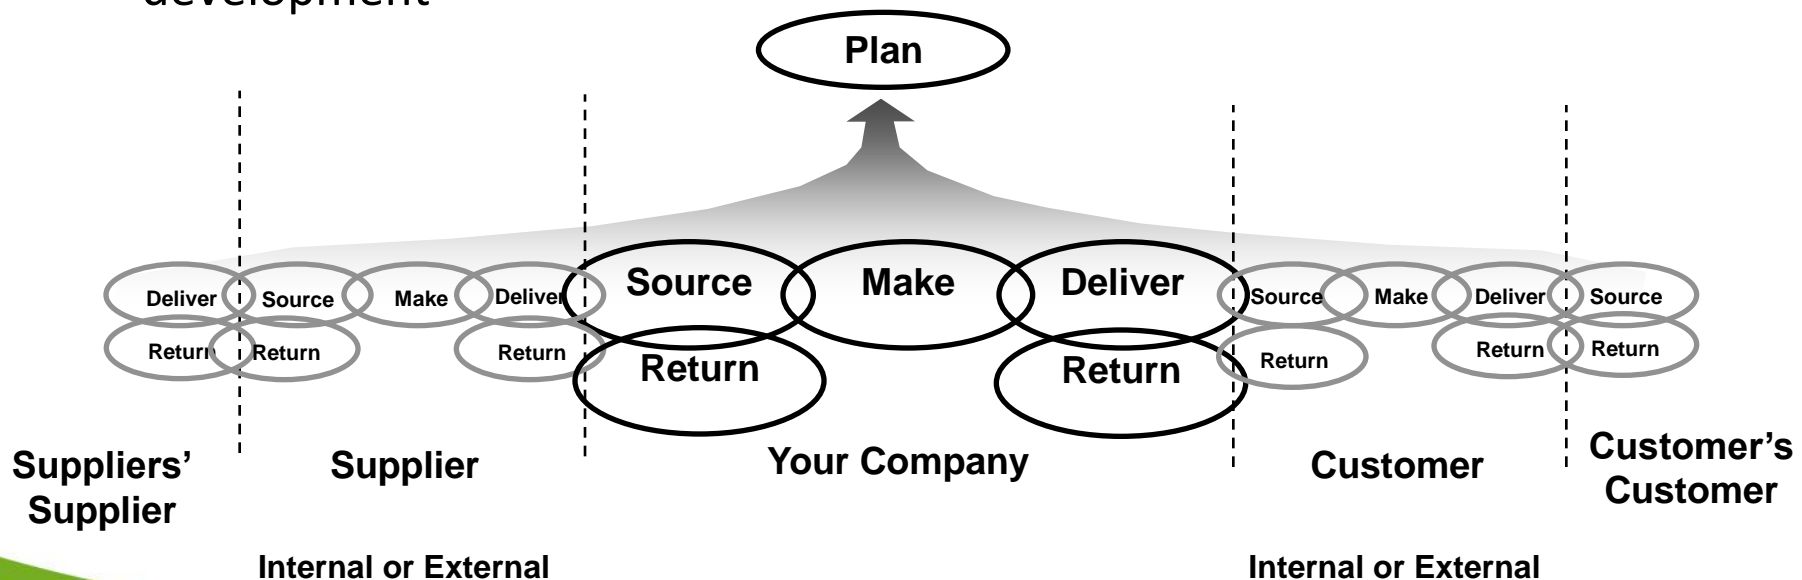 development
Plan
Source
Make
Deliver
Deliver
Source
Make
Deliver
Source
Make
Deliver
Source
Return
Return
Return
Return
Return
Return
Return
Return
Suppliers’
Supplier
Supplier
Your Company
Customer
Customer’s
Customer
Internal or External
Internal or External